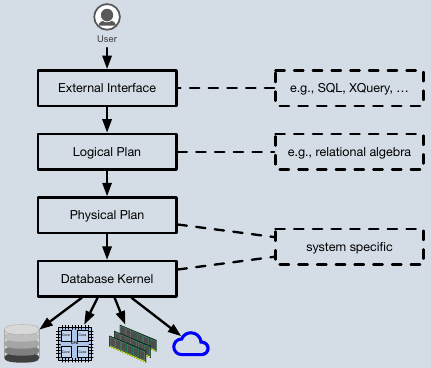 User
External Interface
e.g., SQL, XQuery, ...
Logical Plan
e.g., relational algebra
Physical Plan
system specific
Database Kernel